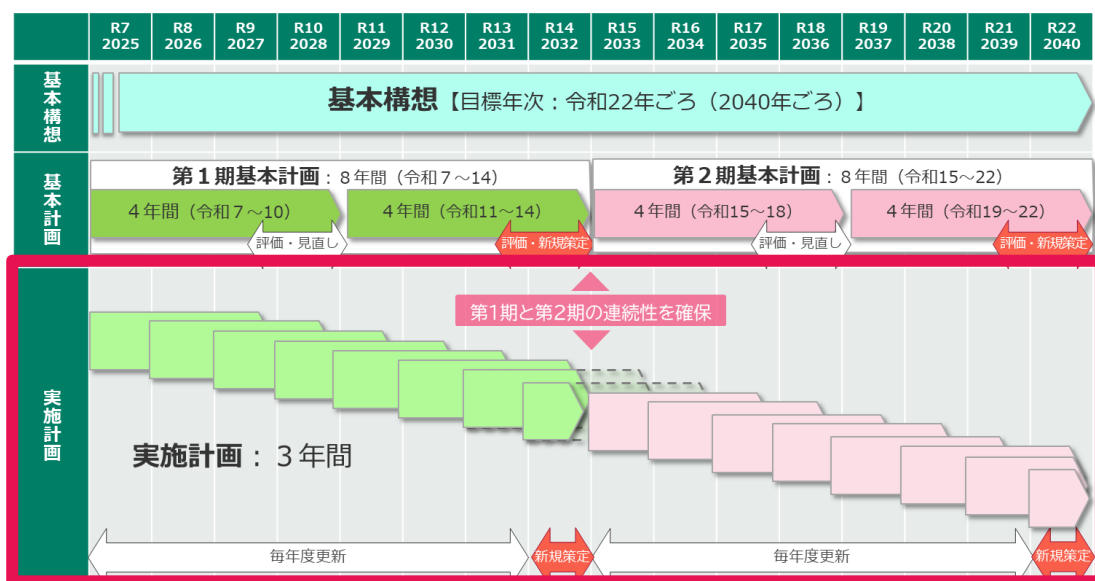 R7 R8 R9 R10 R11 R12 R13 R14 R15 R16 R17 R18 R19 R20 R21 R22
2025 2026 2027 2028 2029 2030 2031 2032 2033 2034 2035 2036 2037 2038 2039 2040
基本構想
基本構想【目標年次：令和22年ごろ（2040年ごろ）】
基本計画
第１期基本計画：８年間（令和７～14）
第２期基本計画：８年間（令和15～22）
４年間（令和７～10）
４年間（令和11～14）
４年間（令和15～18）
４年間（令和19～22）
評価・見直し
評価・新規策定
評価・見直し
評価・新規策定
第1期と第2期の連続性を確保
実施計画
実施計画：３年間
毎年度更新
新規策定
毎年度更新
新規策定